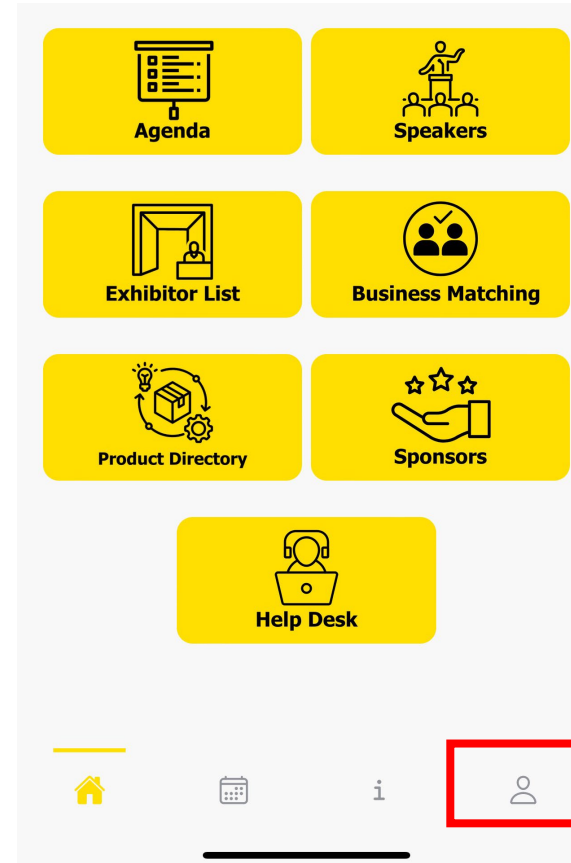 Agenda
Speakers
Exhibitor List
Business Matching
Product Directory
Sponsors
Help Desk
i